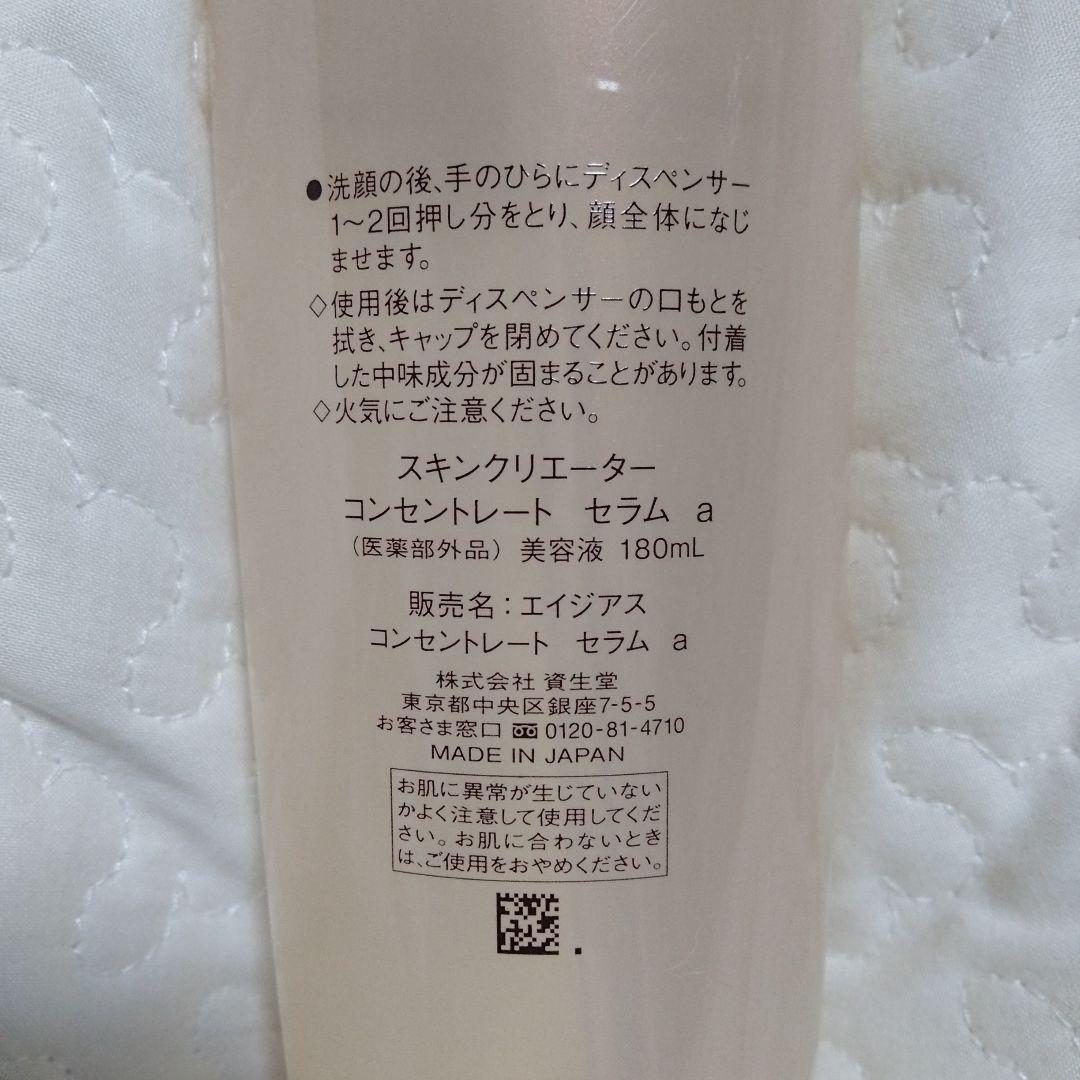 ●洗顔の後、手のひらにディスペンサー
1〜2回押し分をとり、顔全体になじ
ませます。
◇使用後はディスペンサーの口もとを
拭き、キャップを閉めてください。付着
した中味成分が固まることがあります。
◇火気にご注意ください。
スキンクリエーター
コンセントレート セラム a
（医薬部外品）美容液 180mL
販売名：エイジアス
コンセントレート セラム a
株式会社 資生堂
東京都中央区銀座7-5-5
お客さま窓口 0120-81-4710
MADE IN JAPAN
お肌に異常が生じていない
かよく注意して使用してくだ
さい。お肌に合わないとき
は、ご使用をおやめください。